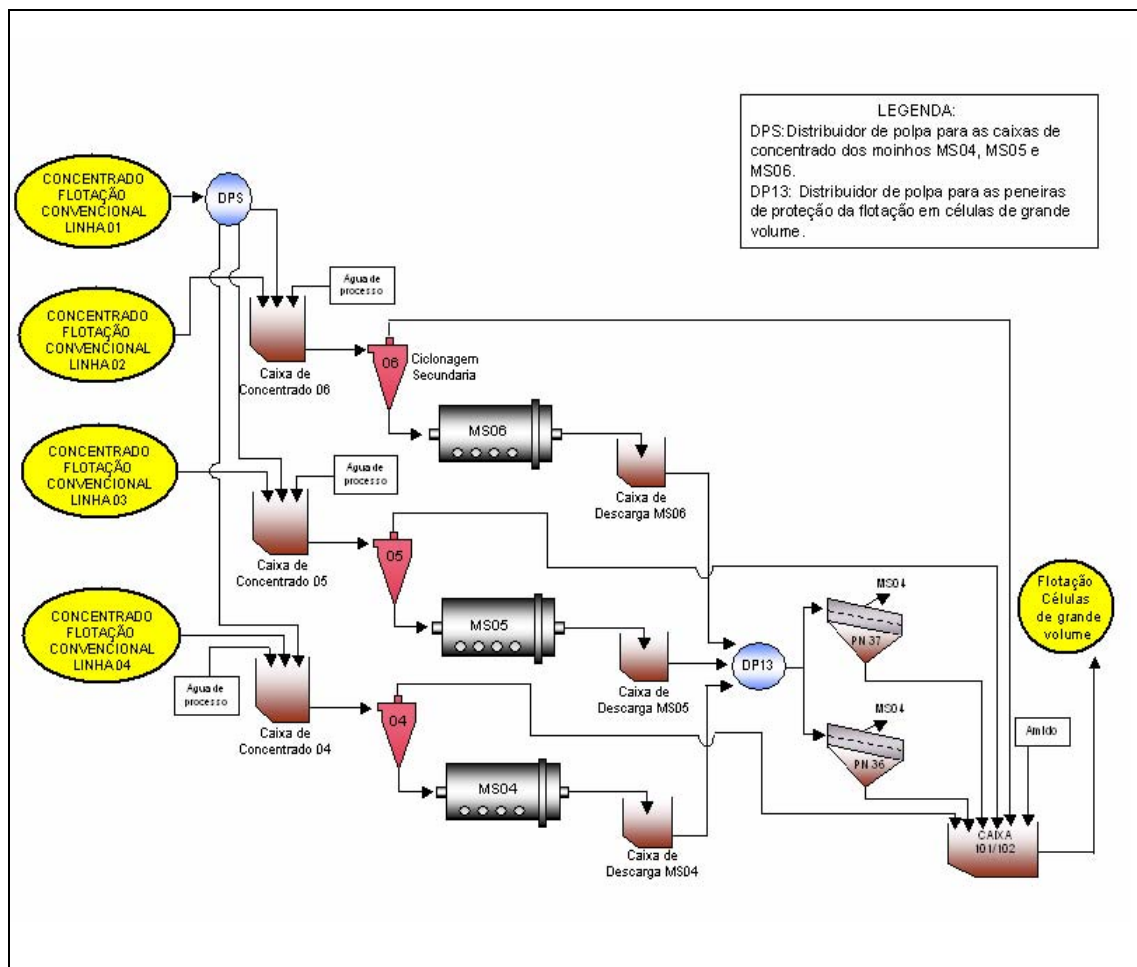 LEGENDA:
DPS:Distribuidor de polpa para as caixas de
concentrado dos moinhos MS04, MS05 e
MS06.
DP13: Distribuidor de polpa para as peneiras
de proteção da flotação em células de grande
volume.
CONCENTRADO
FLOTAÇÃO
CONVENCIONAL
LINHA 01
DPS
CONCENTRADO
FLOTAÇÃO
CONVENCIONAL
LINHA 02
Agua de
processo
Caixa de
Concentrado 06
06
Ciclonagem
Secundaria
MS06
Caixa de
Descarga MS06
CONCENTRADO
FLOTAÇÃO
CONVENCIONAL
LINHA 03
Agua de
processo
Caixa de
Concentrado 05
05
MS05
Caixa de
Descarga MS05
DP13
MS04
PN 37
Flotação
Células
de grande
volume
CONCENTRADO
FLOTAÇÃO
CONVENCIONAL
LINHA 04
Agua de
processo
Caixa de
Concentrado 04
04
MS04
Caixa de
Descarga MS04
MS04
PN 36
Amido
CAIXA
101/102